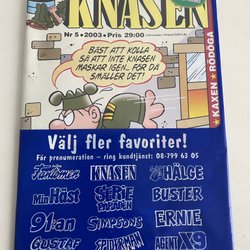 KNASEN
Nr 5 • 2003 • Pris 29:00
BÄST ATT KOLLA
SÅ ATT INTE KNASEN
MASKAR IGEN. FÖR DÅ
SMÄLLER DET!
KAXEN • RÖDÖGA
Välj fler favoriter!
För prenumeration – ring kundtjänst: 08-799 63 05
Fantomen
KNASEN
HÄLGE
Min Häst
SERIE
PARADEN
BUSTER
91:an
SIMPSONS
ERNIE
GUSTAF
SPIDERMAN
AGENT X9